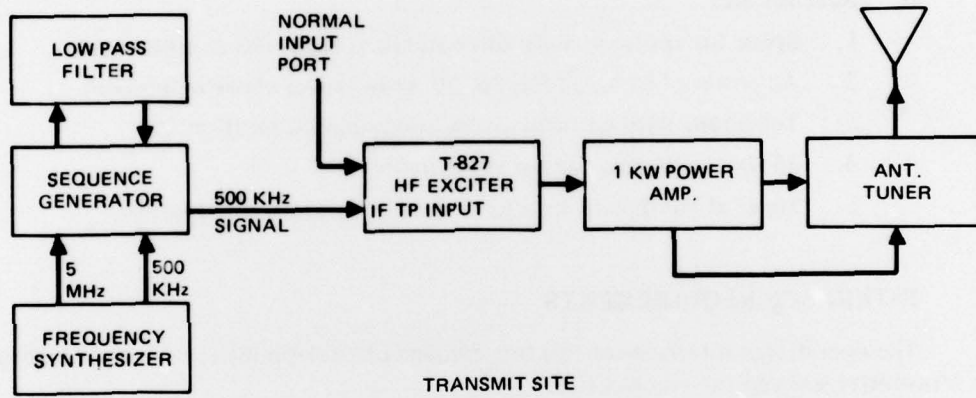 LOW PASS
FILTER
NORMAL
INPUT
PORT
SEQUENCE
GENERATOR
500 KHz
SIGNAL
T-827
HF EXCITER
IF TP INPUT
1 KW POWER
AMP.
ANT.
TUNER
5
MHz
500
KHz
FREQUENCY
SYNTHESIZER
TRANSMIT SITE